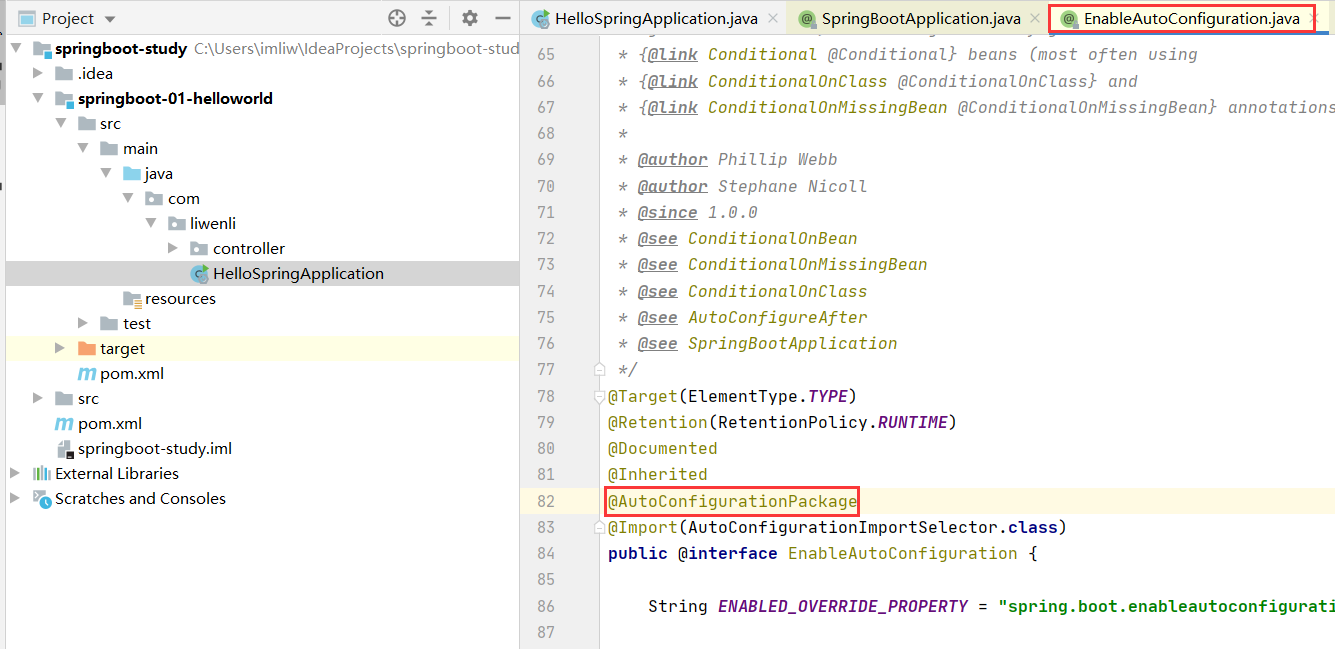 Project
springboot-study C:\Users\imliw\IdeaProjects\springboot-stud
.idea
springboot-01-helloworld
src
main
java
com
liwenli
controller
HelloSpringApplication
resources
test
target
pom.xml
src
pom.xml
springboot-study.iml
External Libraries
Scratches and Consoles
HelloSpringApplication.java SpringBootApplication.java EnableAutoConfiguration.java
65 * {@link Conditional @Conditional} beans (most often using
66 * {@link ConditionalOnClass @ConditionalOnClass} and
67 * {@link ConditionalOnMissingBean @ConditionalOnMissingBean} annotations
68 *
69 * @author Phillip Webb
70 * @author Stephane Nicoll
71 * @since 1.0.0
72 * @see ConditionalOnBean
73 * @see ConditionalOnMissingBean
74 * @see ConditionalOnClass
75 * @see AutoConfigureAfter
76 * @see SpringBootApplication
77 */
78 @Target(ElementType.TYPE)
79 @Retention(RetentionPolicy.RUNTIME)
80 @Documented
81 @Inherited
82 @AutoConfigurationPackage
83 @Import(AutoConfigurationImportSelector.class)
84 public @interface EnableAutoConfiguration {
85
86 String ENABLED_OVERRIDE_PROPERTY = "spring.boot.enableautoconfigurati
87